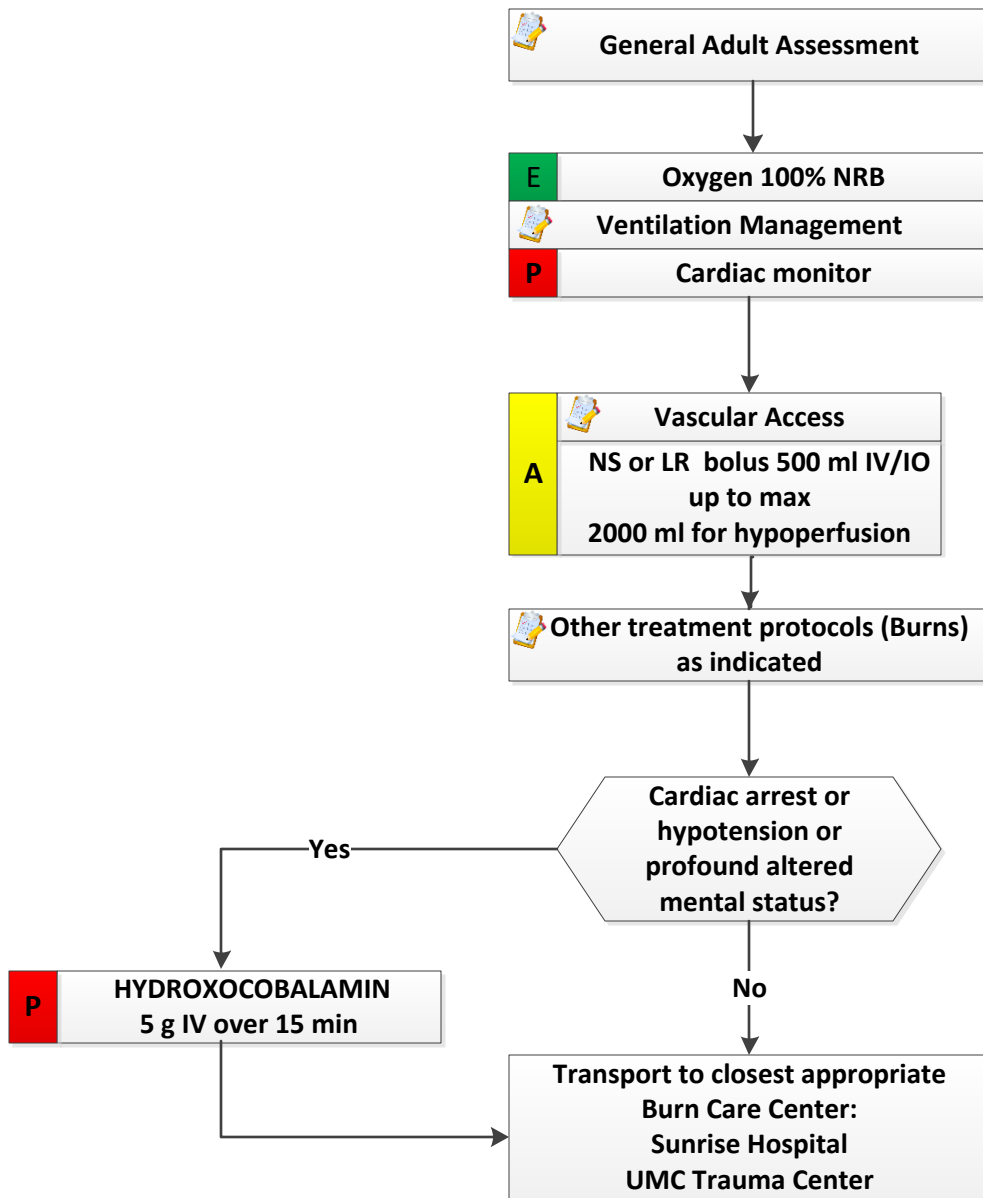 General Adult Assessment
E
Oxygen 100% NRB
Ventilation Management
P
Cardiac monitor
Vascular Access
A
NS or LR bolus 500 ml IV/IO
up to max
2000 ml for hypoperfusion
Other treatment protocols (Burns)
as indicated
Cardiac arrest or
hypotension or
profound altered
mental status?
Yes
No
P
HYDROXOCOBALAMIN
5 g IV over 15 min
Transport to closest appropriate
Burn Care Center:
Sunrise Hospital
UMC Trauma Center